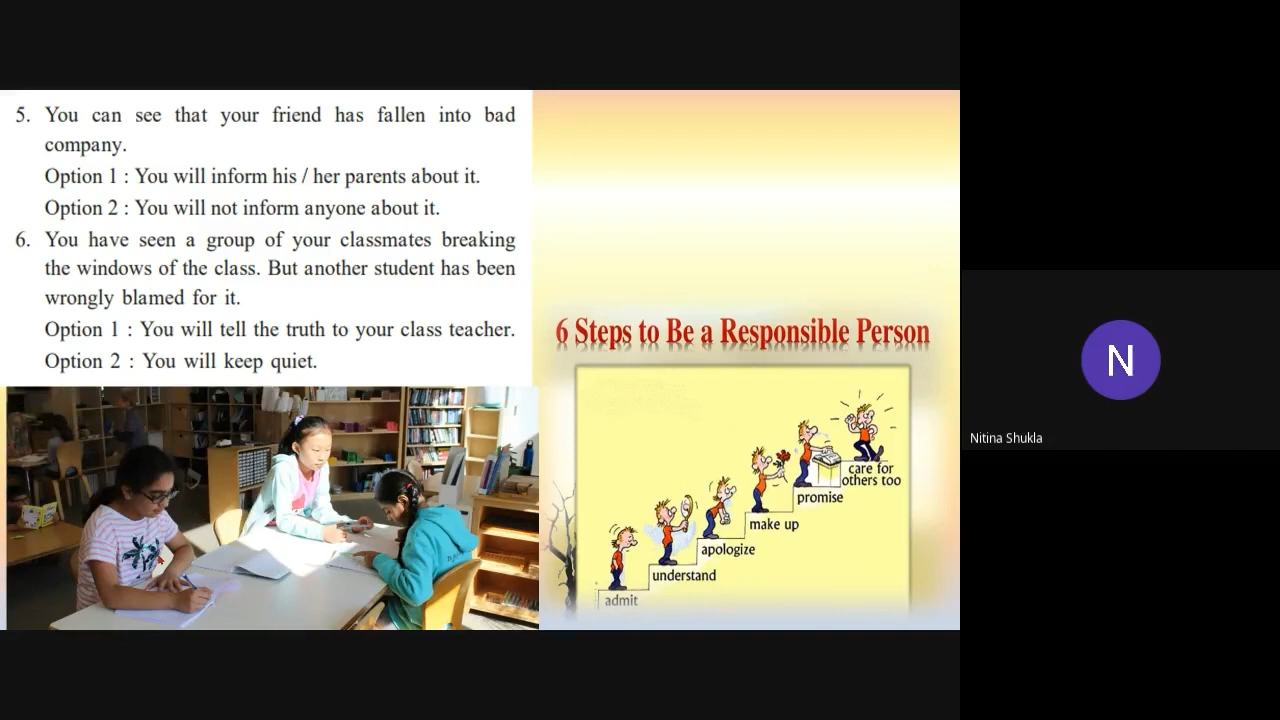 5. You can see that your friend has fallen into bad
company.
Option 1 : You will inform his / her parents about it.
Option 2 : You will not inform anyone about it.
6. You have seen a group of your classmates breaking
the windows of the class. But another student has been
wrongly blamed for it.
Option 1 : You will tell the truth to your class teacher.
Option 2 : You will keep quiet.
6 Steps to Be a Responsible Person
care for
others too
promise
make up
apologize
understand
admit
N
Nitina Shukla